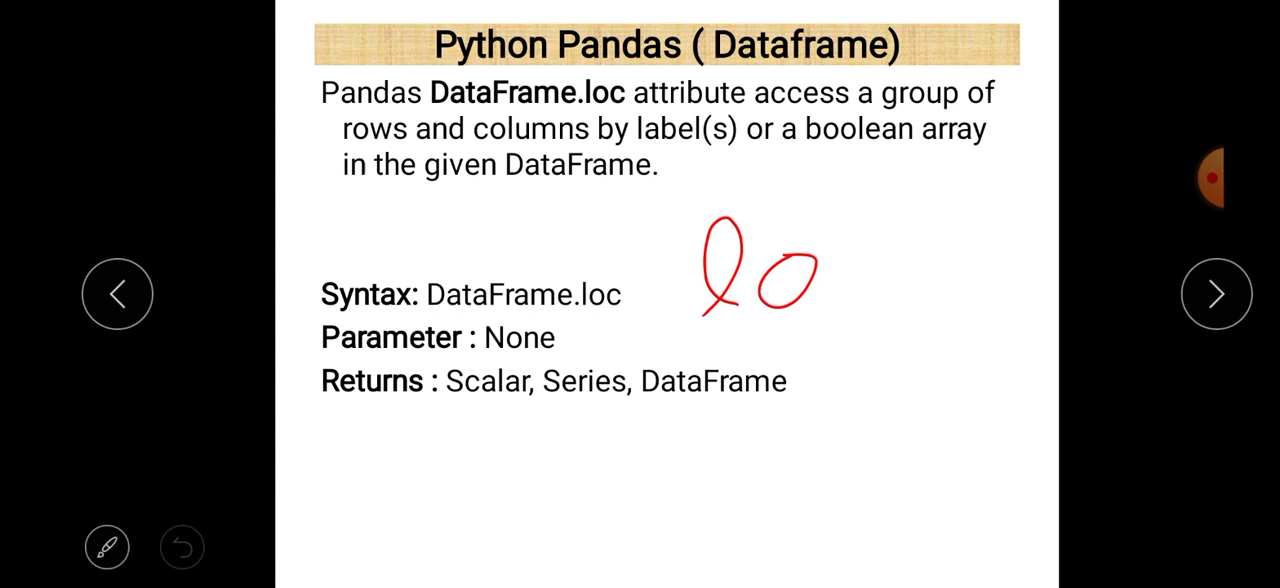 Python Pandas ( Dataframe)
Pandas DataFrame.loc attribute access a group of
rows and columns by label(s) or a boolean array
in the given DataFrame.
lo
Syntax: DataFrame.loc
Parameter : None
Returns : Scalar, Series, DataFrame